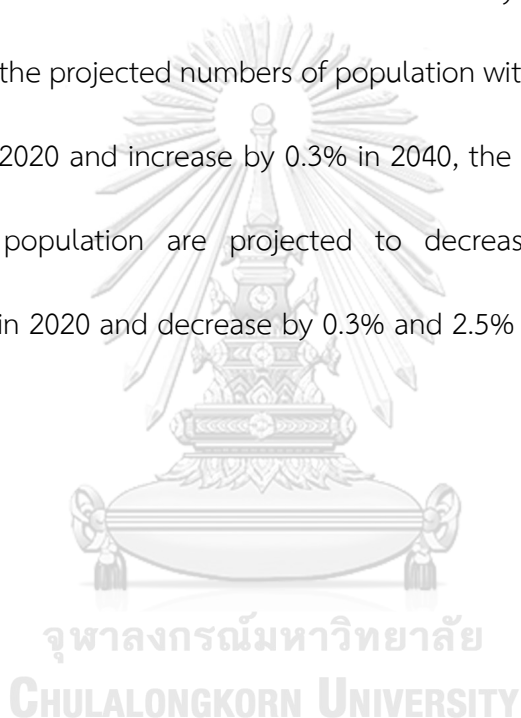 the projected numbers of population wit
2020 and increase by 0.3% in 2040, the
population are projected to decreas
in 2020 and decrease by 0.3% and 2.5%
จุฬาลงกรณ์มหาวิทยาลัย
CHULALONGKORN UNIVERSITY